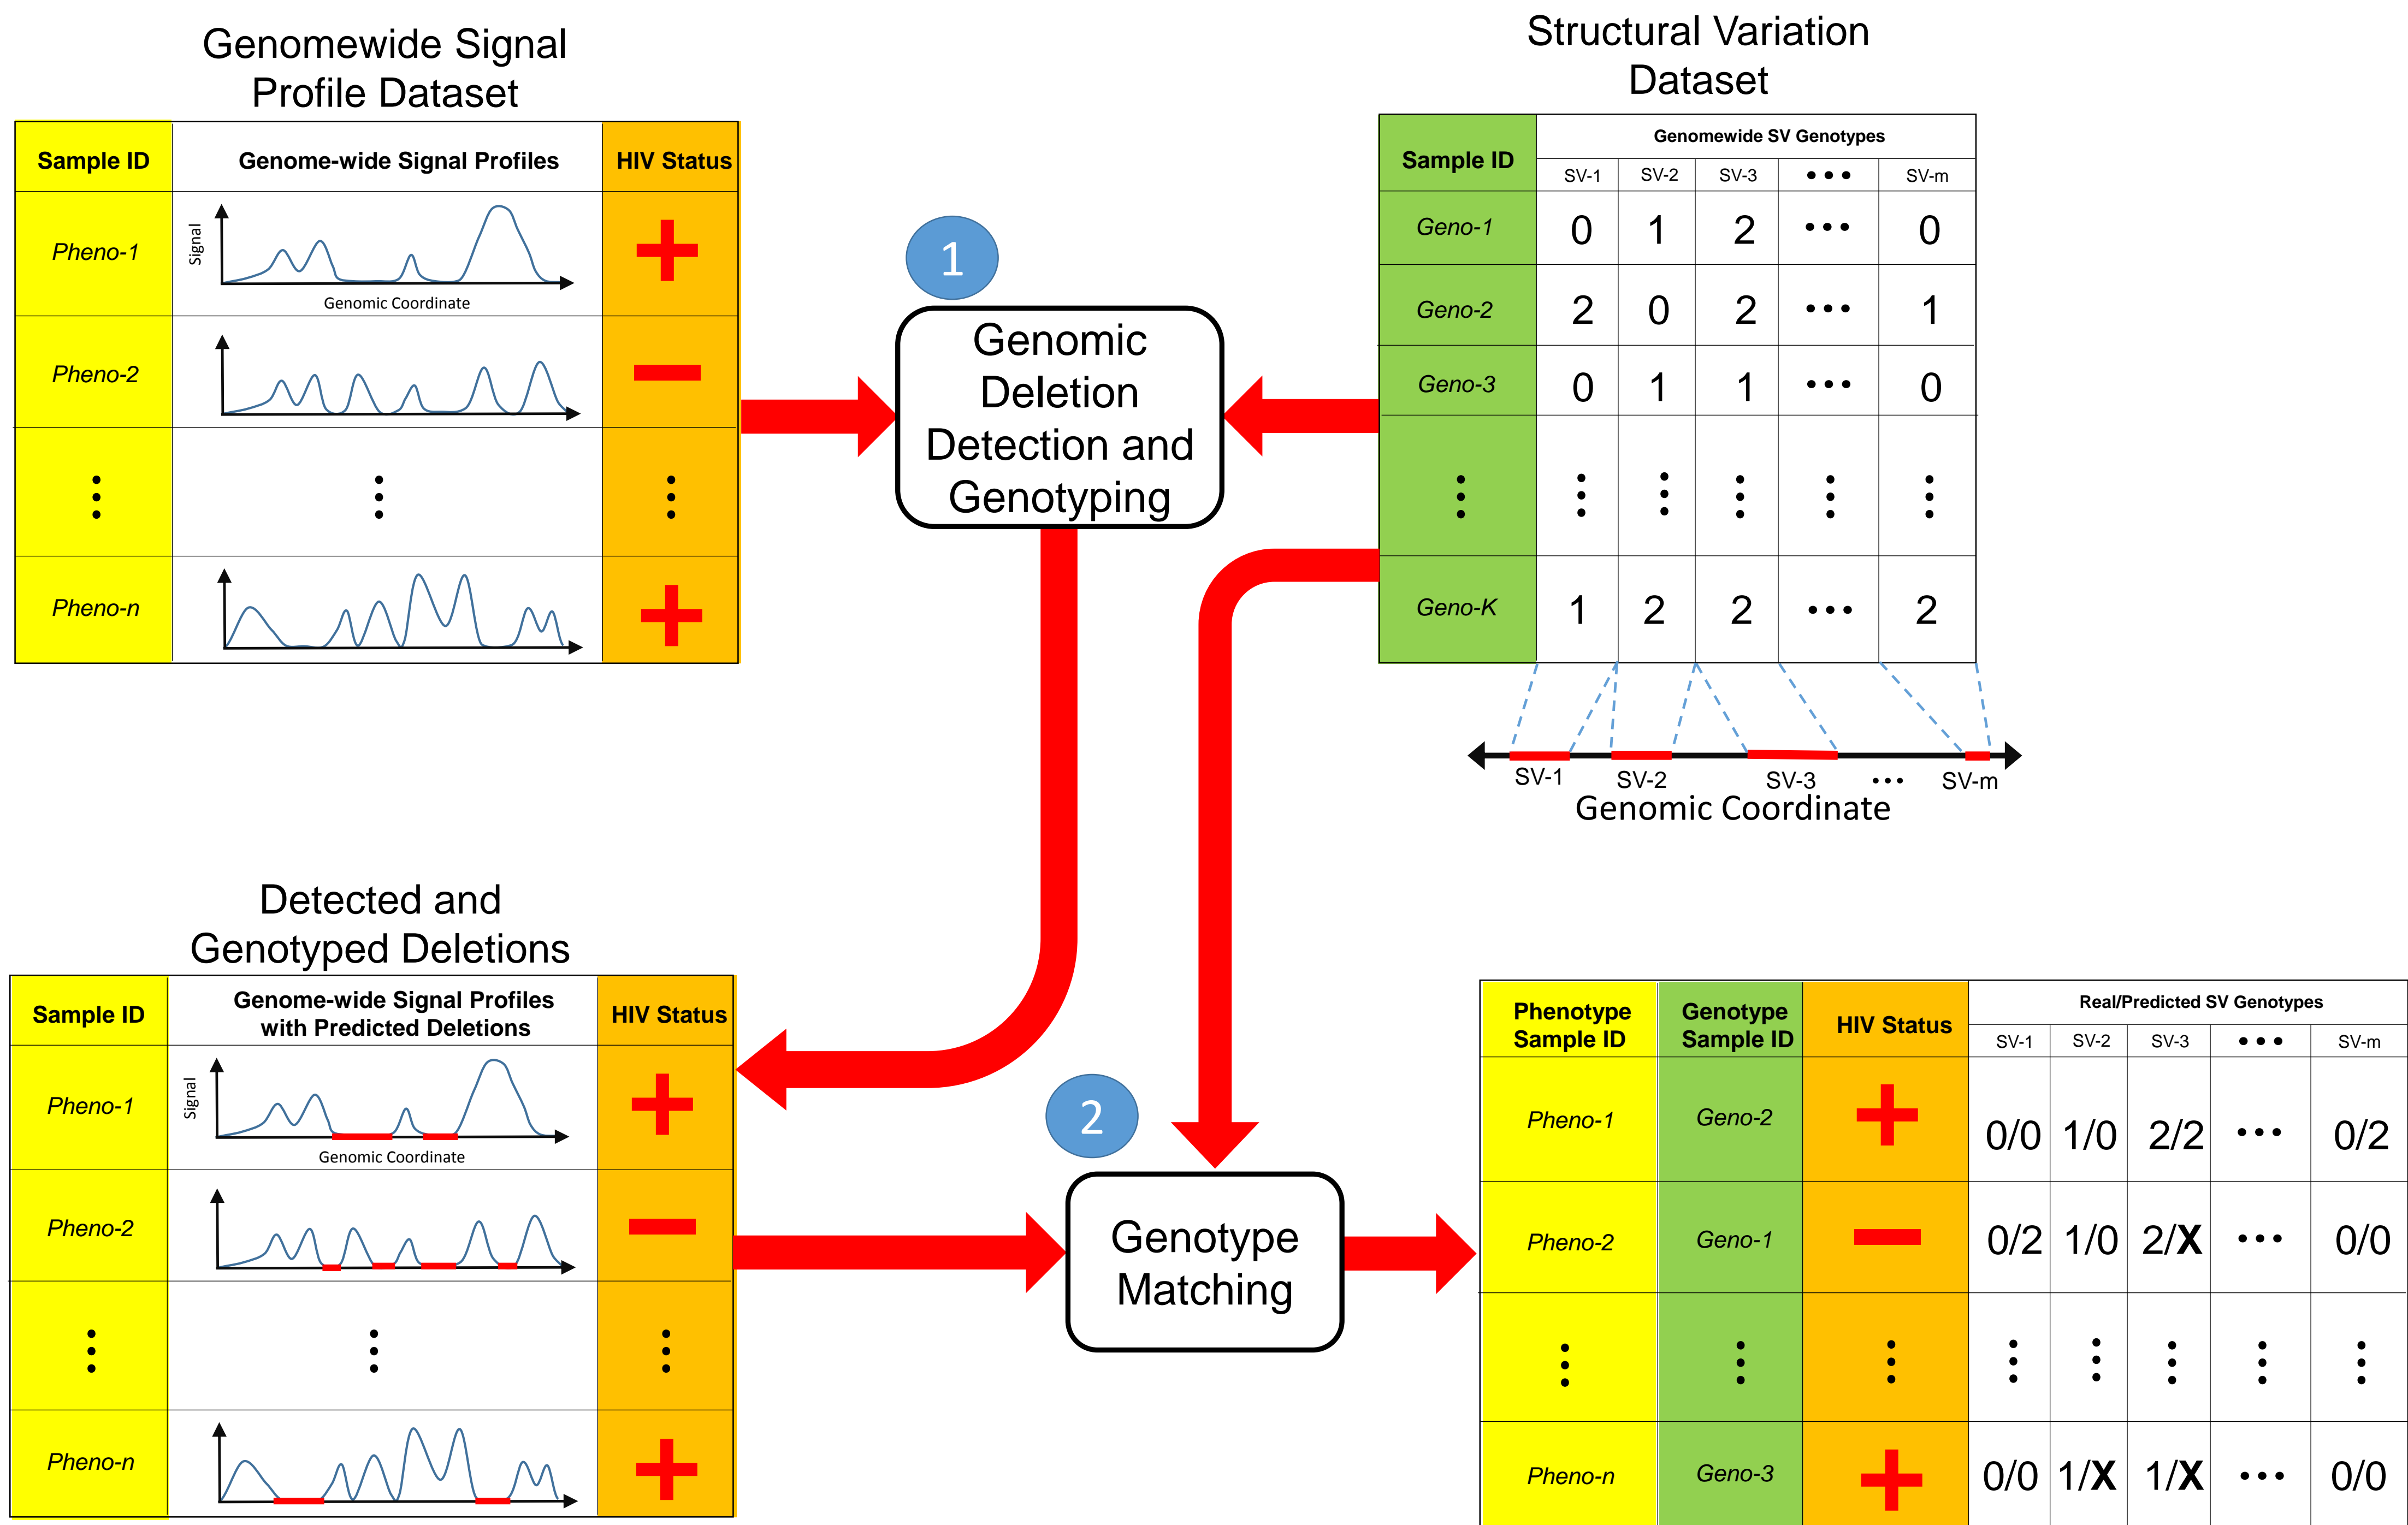 Genomewide Signal
Profile Dataset
Sample ID
Genome-wide Signal Profiles
HIV Status
Pheno-1
Signal
Genomic Coordinate
+
Pheno-2
−
⋮ ⋮ ⋮
Pheno-n
+
1
Genomic
Deletion
Detection and
Genotyping
Structural Variation
Dataset
Sample ID
Genomewide SV Genotypes
SV-1 SV-2 SV-3 ••• SV-m
Geno-1 0 1 2 ••• 0
Geno-2 2 0 2 ••• 1
Geno-3 0 1 1 ••• 0
⋮ ⋮ ⋮ ⋮ ⋮ ⋮
Geno-K 1 2 2 ••• 2
SV-1 SV-2 SV-3 ••• SV-m
Genomic Coordinate
Detected and
Genotyped Deletions
Sample ID
Genome-wide Signal Profiles
with Predicted Deletions
HIV Status
Pheno-1
Signal
Genomic Coordinate
+
Pheno-2
−
⋮ ⋮ ⋮
Pheno-n
+
2
Genotype
Matching
Phenotype
Sample ID
Genotype
Sample ID
HIV Status
Real/Predicted SV Genotypes
SV-1 SV-2 SV-3 ••• SV-m
Pheno-1 Geno-2 + 0/0 1/0 2/2 ••• 0/2
Pheno-2 Geno-1 − 0/2 1/0 2/X ••• 0/0
⋮ ⋮ ⋮ ⋮ ⋮ ⋮ ⋮ ⋮
Pheno-n Geno-3 + 0/0 1/X 1/X ••• 0/0